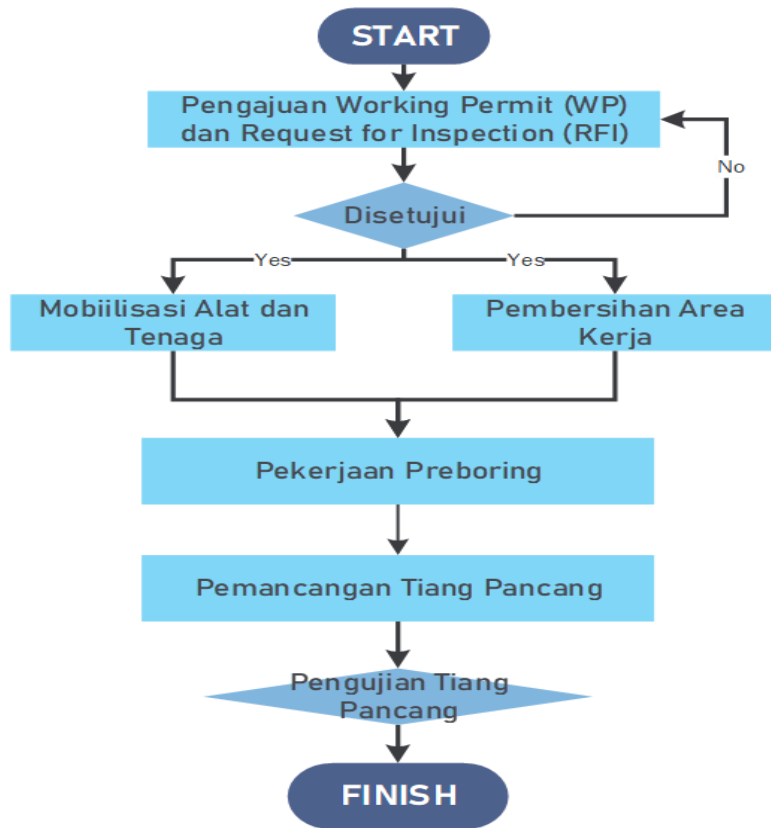 START
Pengajuan Working Permit (WP)
dan Request for Inspection (RFI)
No
Disetujui
Yes
Yes
Mobiilisasi Alat dan
Tenaga
Pembersihan Area
Kerja
Pekerjaan Preboring
Pemancangan Tiang Pancang
Pengujian Tiang
Pancang
FINISH